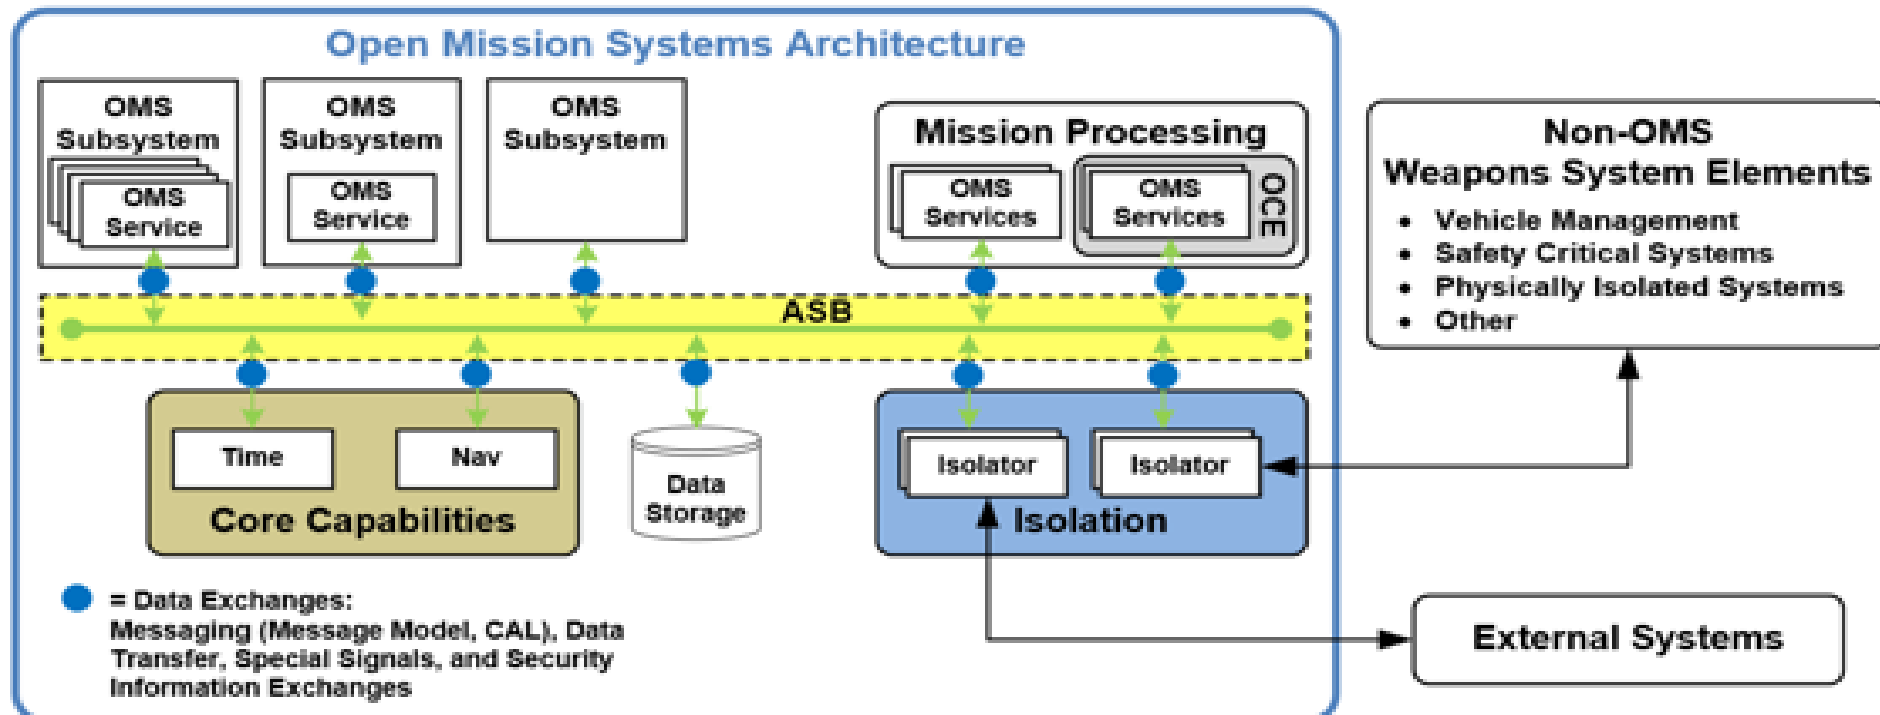 Open Mission Systems Architecture
OMS
Subsystem
OMS
Service
OMS
Subsystem
OMS
Service
OMS
Subsystem
Mission Processing
OMS
Services
OMS
Services
OCE
Non-OMS
Weapons System Elements
• Vehicle Management
• Safety Critical Systems
• Physically Isolated Systems
• Other
ASB
Time
Nav
Core Capabilities
Data
Storage
Isolator
Isolator
Isolation
= Data Exchanges:
Messaging (Message Model, CAL), Data
Transfer, Special Signals, and Security
Information Exchanges
External Systems